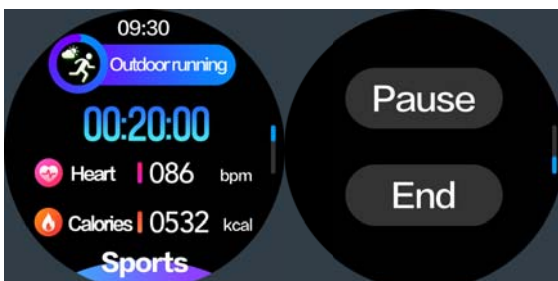 09:30
Outdoor running
00:20:00
Heart 086 bpm
Calories 0532 kcal
Sports
Pause
End